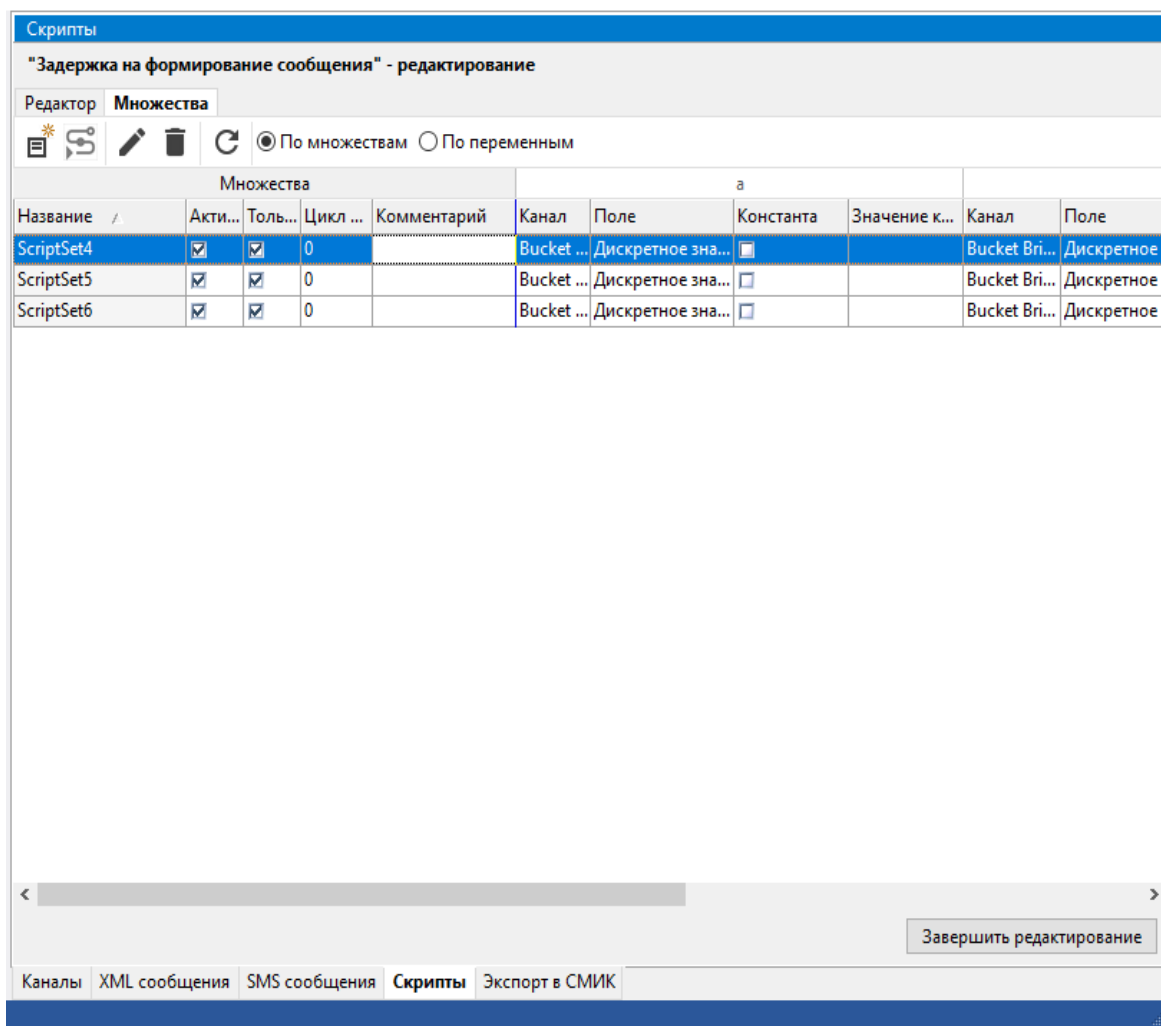 Скрипты
"Задержка на формирование сообщения" - редактирование
Редактор Множества
По множествам По переменным
Множества a
Название Акти... Толь... Цикл ... Комментарий Канал Поле Константа Значение к... Канал Поле
ScriptSet4 0 Bucket ... Дискретное зна... Bucket Bri... Дискретное
ScriptSet5 0 Bucket ... Дискретное зна... Bucket Bri... Дискретное
ScriptSet6 0 Bucket ... Дискретное зна... Bucket Bri... Дискретное
Завершить редактирование
Каналы XML сообщения SMS сообщения Скрипты Экспорт в СМИК